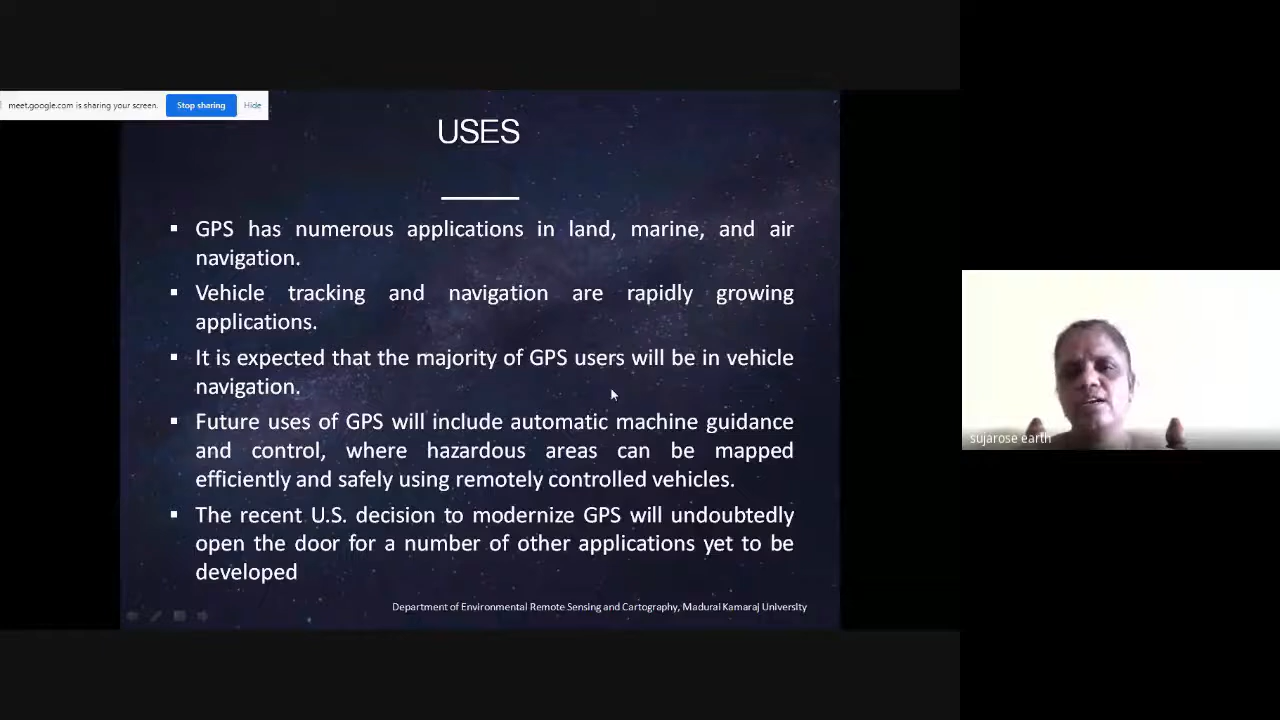 meet.google.com is sharing your screen.
Stop sharing
Hide
USES
▪ GPS has numerous applications in land, marine, and air
navigation.
▪ Vehicle tracking and navigation are rapidly growing
applications.
▪ It is expected that the majority of GPS users will be in vehicle
navigation.
▪ Future uses of GPS will include automatic machine guidance
and control, where hazardous areas can be mapped
efficiently and safely using remotely controlled vehicles.
▪ The recent U.S. decision to modernize GPS will undoubtedly
open the door for a number of other applications yet to be
developed
Department of Environmental Remote Sensing and Cartography, Madurai Kamaraj University
sujarose earth